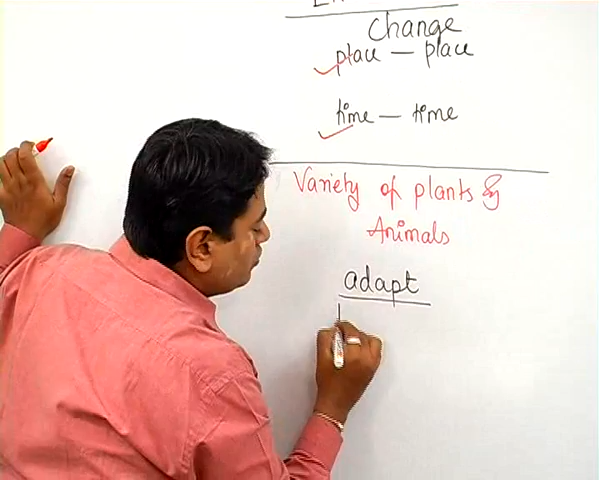 Change
place — place
time — time
Variety of plants &
Animals
adapt